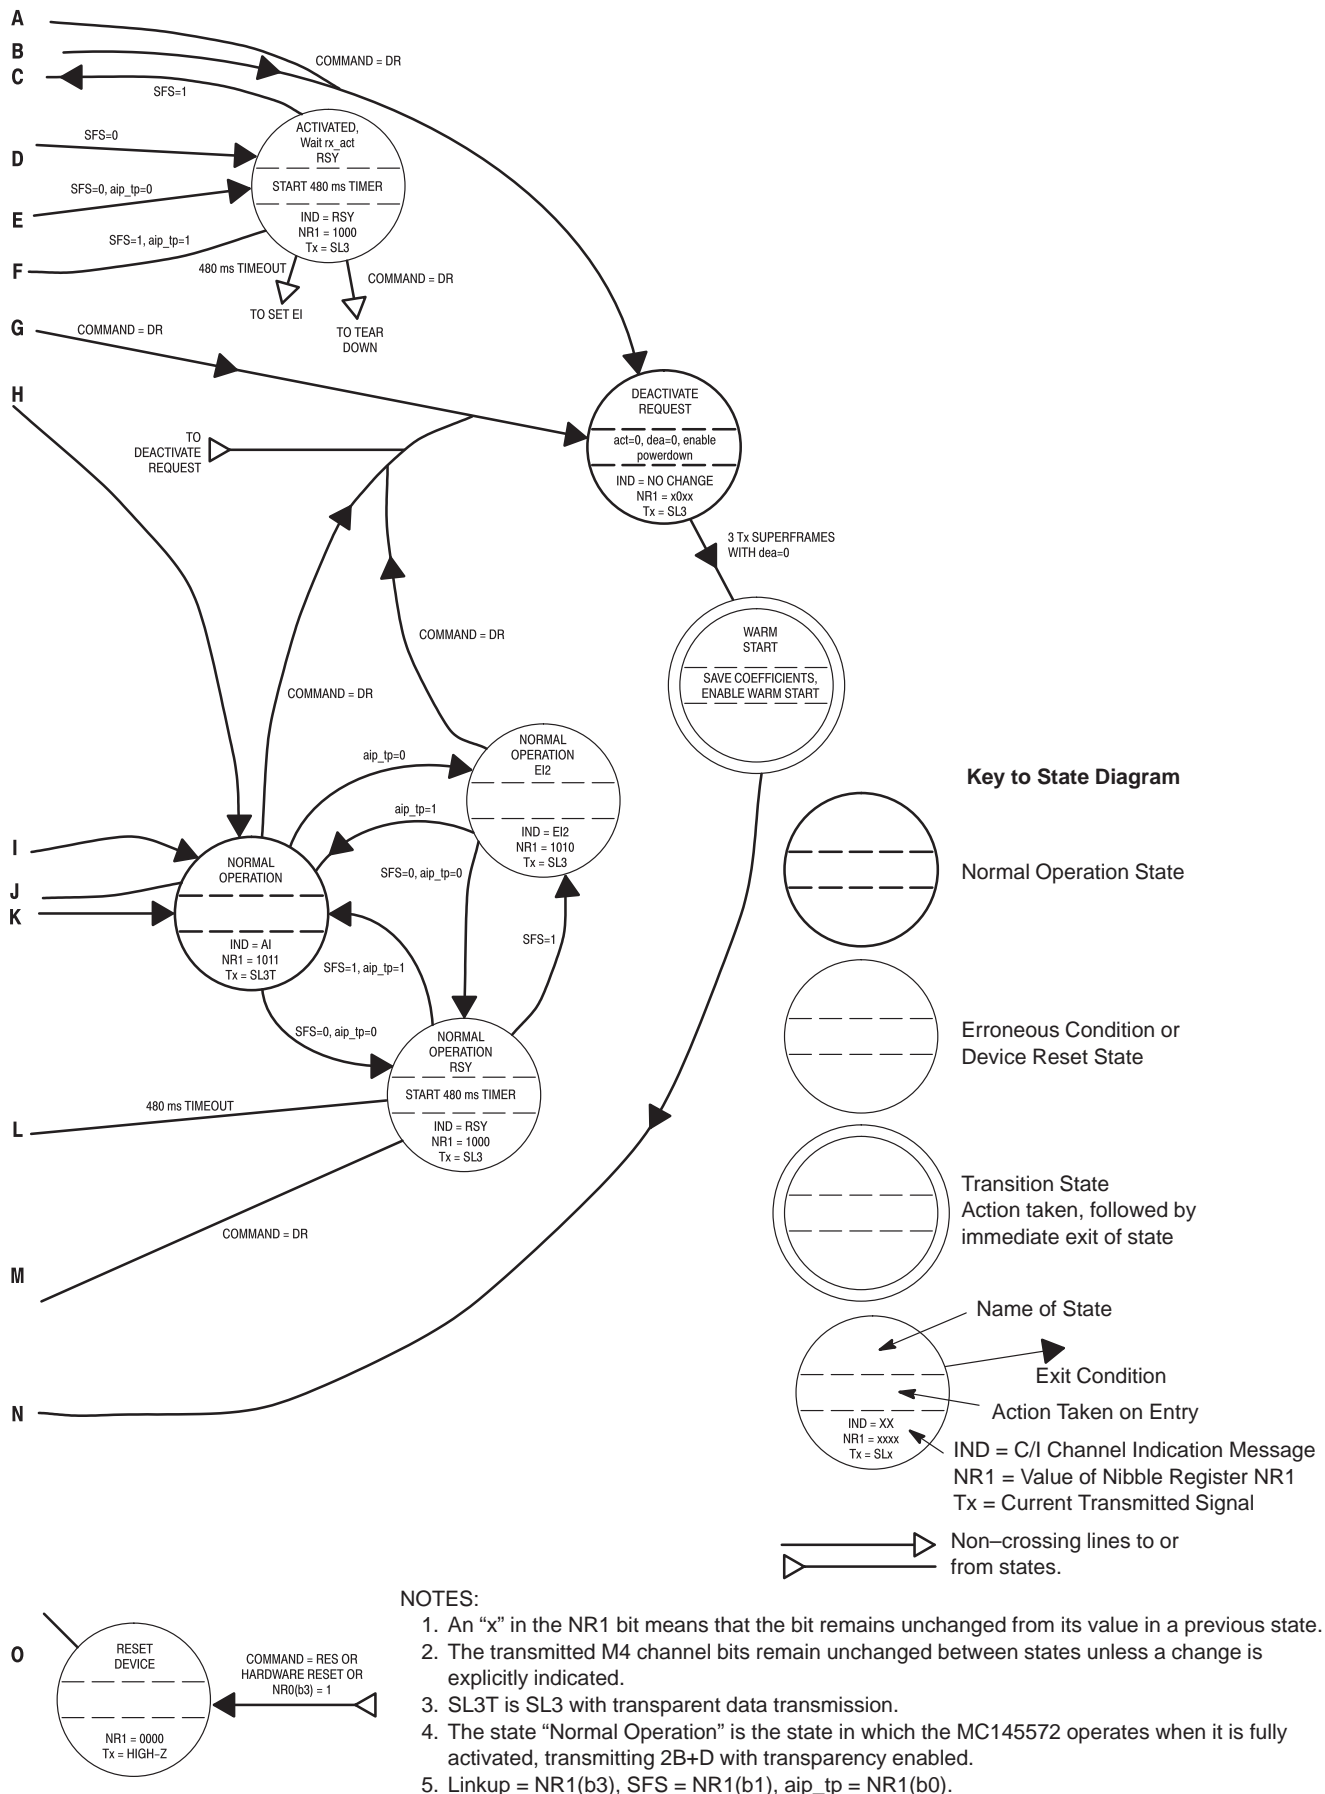 A
B
C
COMMAND = DR
SFS=1
D
SFS=0
ACTIVATED,
Wait rx_act
RSY
START 480 ms TIMER
IND = RSY
NR1 = 1000
Tx = SL3
E
SFS=0, aip_tp=0
F
SFS=1, aip_tp=1
480 ms TIMEOUT
COMMAND = DR
TO SET EI
TO TEAR
DOWN
G
COMMAND = DR
H
TO
DEACTIVATE
REQUEST
DEACTIVATE
REQUEST
act=0, dea=0, enable
powerdown
IND = NO CHANGE
NR1 = x0xx
Tx = SL3
3 Tx SUPERFRAMES
WITH dea=0
WARM
START
SAVE COEFFICIENTS,
ENABLE WARM START
COMMAND = DR
COMMAND = DR
aip_tp=0
NORMAL
OPERATION
EI2
IND = EI2
NR1 = 1010
Tx = SL3
aip_tp=1
SFS=0, aip_tp=0
I
J
K
NORMAL
OPERATION
IND = AI
NR1 = 1011
Tx = SL3T
SFS=1
SFS=1, aip_tp=1
SFS=0, aip_tp=0
NORMAL
OPERATION
RSY
START 480 ms TIMER
IND = RSY
NR1 = 1000
Tx = SL3
L
480 ms TIMEOUT
M
COMMAND = DR
N
Key to State Diagram
Normal Operation State
Erroneous Condition or
Device Reset State
Transition State
Action taken, followed by
immediate exit of state
Name of State
Exit Condition
Action Taken on Entry
IND = XX
NR1 = xxxx
Tx = SLx
IND = C/I Channel Indication Message
NR1 = Value of Nibble Register NR1
Tx = Current Transmitted Signal
Non–crossing lines to or
from states.
O
RESET
DEVICE
NR1 = 0000
Tx = HIGH–Z
COMMAND = RES OR
HARDWARE RESET OR
NR0(b3) = 1
NOTES:
1. An “x” in the NR1 bit means that the bit remains unchanged from its value in a previous state.
2. The transmitted M4 channel bits remain unchanged between states unless a change is
explicitly indicated.
3. SL3T is SL3 with transparent data transmission.
4. The state “Normal Operation” is the state in which the MC145572 operates when it is fully
activated, transmitting 2B+D with transparency enabled.
5. Linkup = NR1(b3), SFS = NR1(b1), aip_tp = NR1(b0).